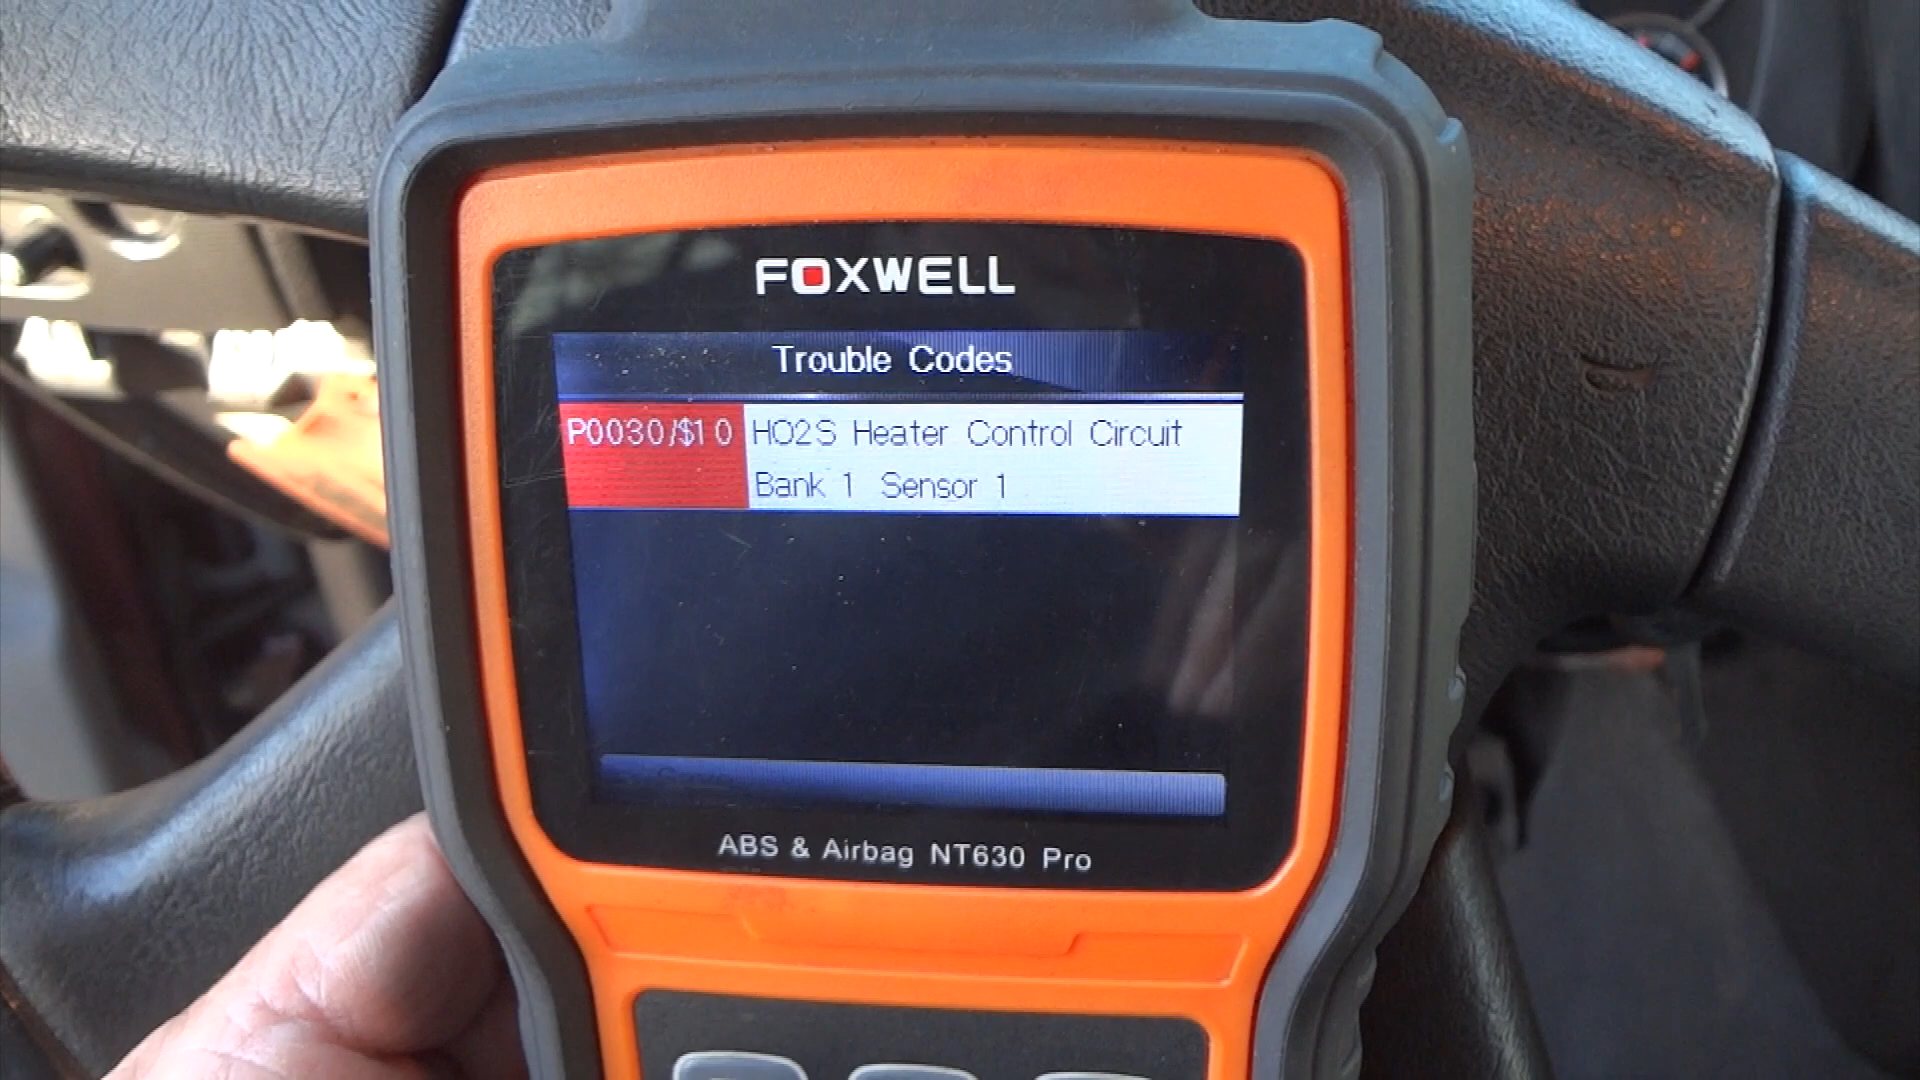 FOXWELL
Trouble Codes
P0030/$10 HO2S Heater Control Circuit
Bank 1 Sensor 1
ABS & Airbag NT630 Pro